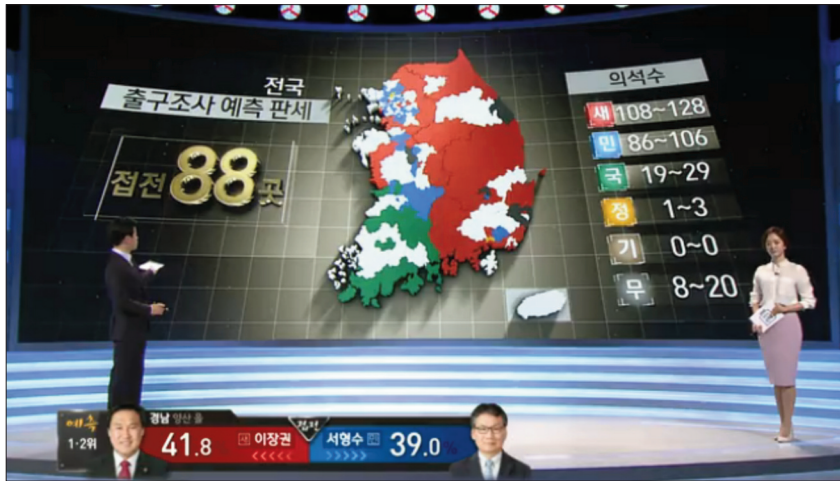 전국
출구조사 예측 판세
접전 88곳
의석수
새 108~128
민 86~106
국 19~29
정 1~3
기 0~0
무 8~20
예측
1·2위
경남 양산 을
41.8
새 이장권
접전
서형수
39.0%